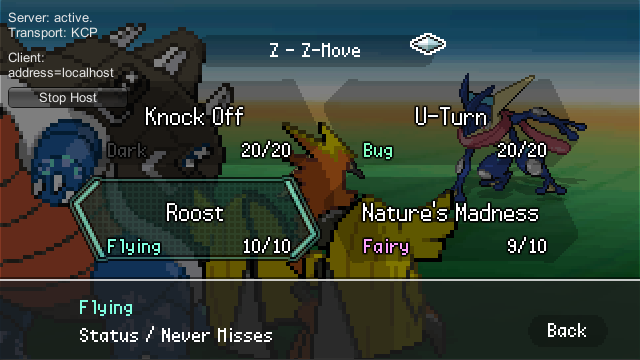 Server: active.
Transport: KCP
Client:
address=localhost
Stop Host
Z - Z-Move
Knock Off
Dark 20/20
U-Turn
Bug 20/20
Roost
Flying 10/10
Nature's Madness
Fairy 9/10
Flying
Status / Never Misses
Back